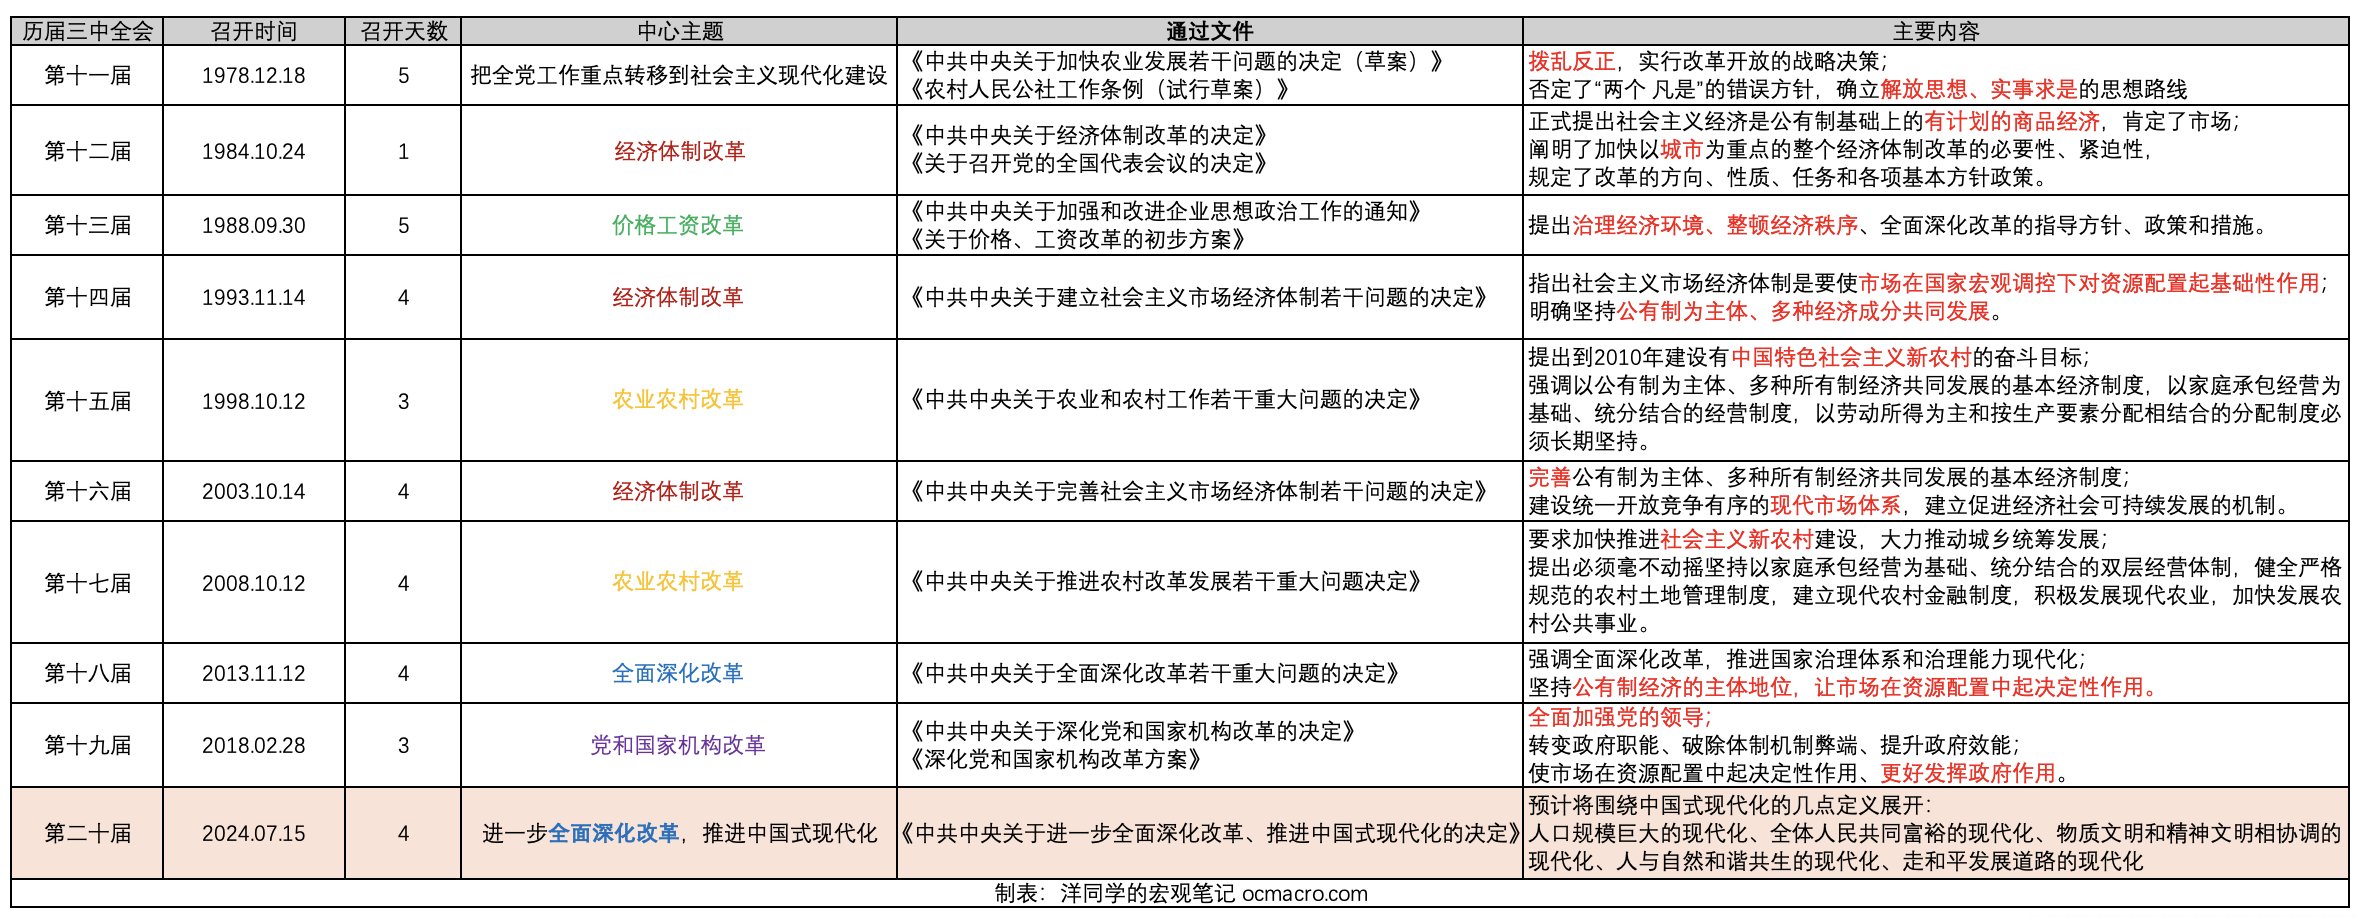 历届三中全会 召开时间 召开天数 中心主题 通过文件 主要内容
第十一届 1978.12.18 5 把全党工作重点转移到社会主义现代化建设
《中共中央关于加快农业发展若干问题的决定（草案）》
《农村人民公社工作条例（试行草案）》
拨乱反正，实行改革开放的战略决策；
否定了“两个 凡是”的错误方针，确立解放思想、实事求是的思想路线
第十二届 1984.10.24 1 经济体制改革
《中共中央关于经济体制改革的决定》
《关于召开党的全国代表会议的决定》
正式提出社会主义经济是公有制基础上的有计划的商品经济，肯定了市场；
阐明了加快以城市为重点的整个经济体制改革的必要性、紧迫性，
规定了改革的方向、性质、任务和各项基本方针政策。
第十三届 1988.09.30 5 价格工资改革
《中共中央关于加强和改进企业思想政治工作的通知》
《关于价格、工资改革的初步方案》
提出治理经济环境、整顿经济秩序、全面深化改革的指导方针、政策和措施。
第十四届 1993.11.14 4 经济体制改革
《中共中央关于建立社会主义市场经济体制若干问题的决定》
指出社会主义市场经济体制是要使市场在国家宏观调控下对资源配置起基础性作用；
明确坚持公有制为主体、多种经济成分共同发展。
第十五届 1998.10.12 3 农业农村改革
《中共中央关于农业和农村工作若干重大问题的决定》
提出到2010年建设有中国特色社会主义新农村的奋斗目标；
强调以公有制为主体、多种所有制经济共同发展的基本经济制度，以家庭承包经营为
基础、统分结合的经营制度，以劳动所得为主和按生产要素分配相结合的分配制度必
须长期坚持。
第十六届 2003.10.14 4 经济体制改革
《中共中央关于完善社会主义市场经济体制若干问题的决定》
完善公有制为主体、多种所有制经济共同发展的基本经济制度；
建设统一开放竞争有序的现代市场体系，建立促进经济社会可持续发展的机制。
第十七届 2008.10.12 4 农业农村改革
《中共中央关于推进农村改革发展若干重大问题决定》
要求加快推进社会主义新农村建设，大力推动城乡统筹发展；
提出必须毫不动摇坚持以家庭承包经营为基础、统分结合的双层经营体制，健全严格
规范的农村土地管理制度，建立现代农村金融制度，积极发展现代农业，加快发展农
村公共事业。
第十八届 2013.11.12 4 全面深化改革
《中共中央关于全面深化改革若干重大问题的决定》
强调全面深化改革，推进国家治理体系和治理能力现代化；
坚持公有制经济的主体地位，让市场在资源配置中起决定性作用。
第十九届 2018.02.28 3 党和国家机构改革
《中共中央关于深化党和国家机构改革的决定》
《深化党和国家机构改革方案》
全面加强党的领导；
转变政府职能、破除体制机制弊端、提升政府效能；
使市场在资源配置中起决定性作用、更好发挥政府作用。
第二十届 2024.07.15 4 进一步全面深化改革，推进中国式现代化
《中共中央关于进一步全面深化改革、推进中国式现代化的决定》
预计将围绕中国式现代化的几点定义展开：
人口规模巨大的现代化、全体人民共同富裕的现代化、物质文明和精神文明相协调的
现代化、人与自然和谐共生的现代化、走和平发展道路的现代化
制表：洋同学的宏观笔记 ocmacro.com